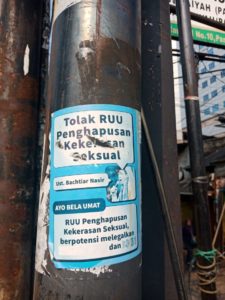 Tolak RUU
Penghapusan
Kekerasan
Seksual
Ust. Bachtiar Nasir
AYO BELA UMAT
RUU Penghapusan
Kekerasan Seksual,
berpotensi melegalkan
dan
No.10,